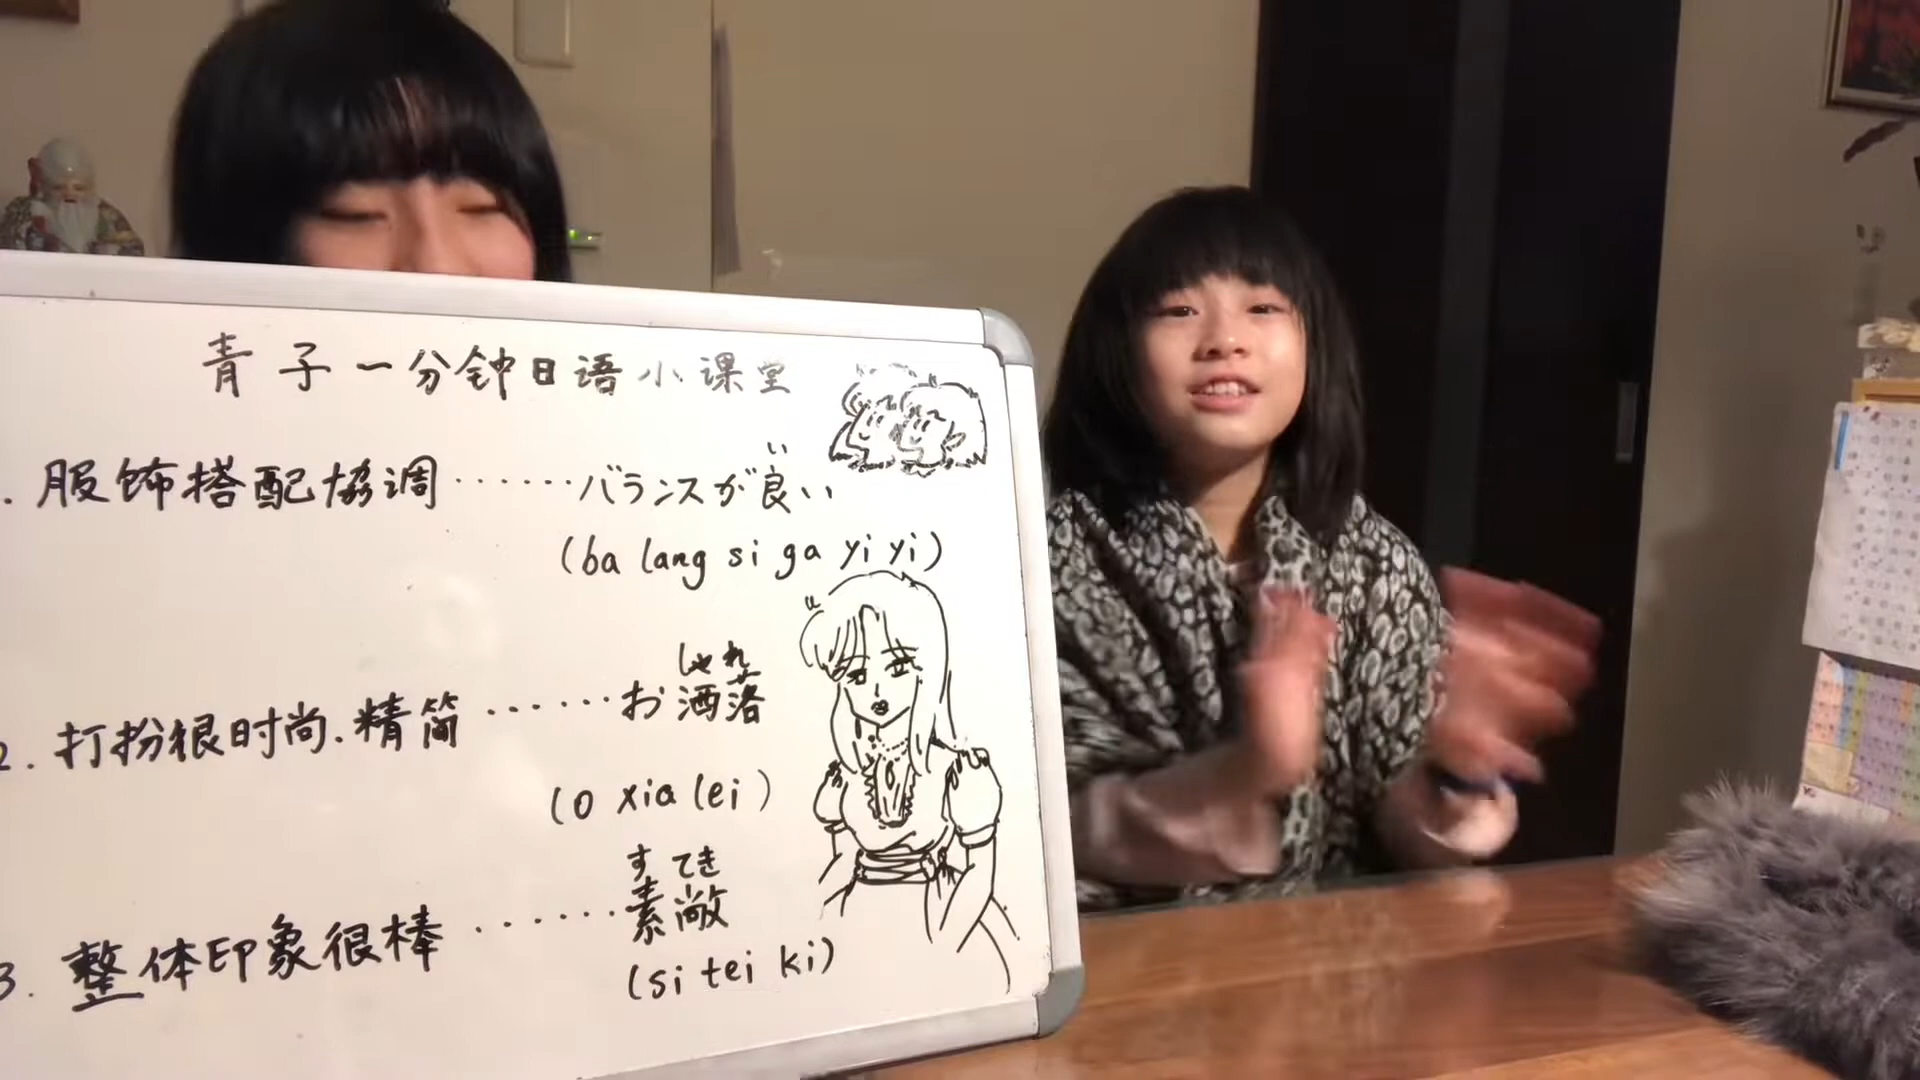 青子一分钟日语小课堂
. 服饰搭配協调......バランスが良い
い
(ba lang si ga yi yi)
しゃれ
2. 打扮很时尚.精简......お洒落
(o xia lei)
すてき
3. 整体印象很棒......素敵
(si tei ki)